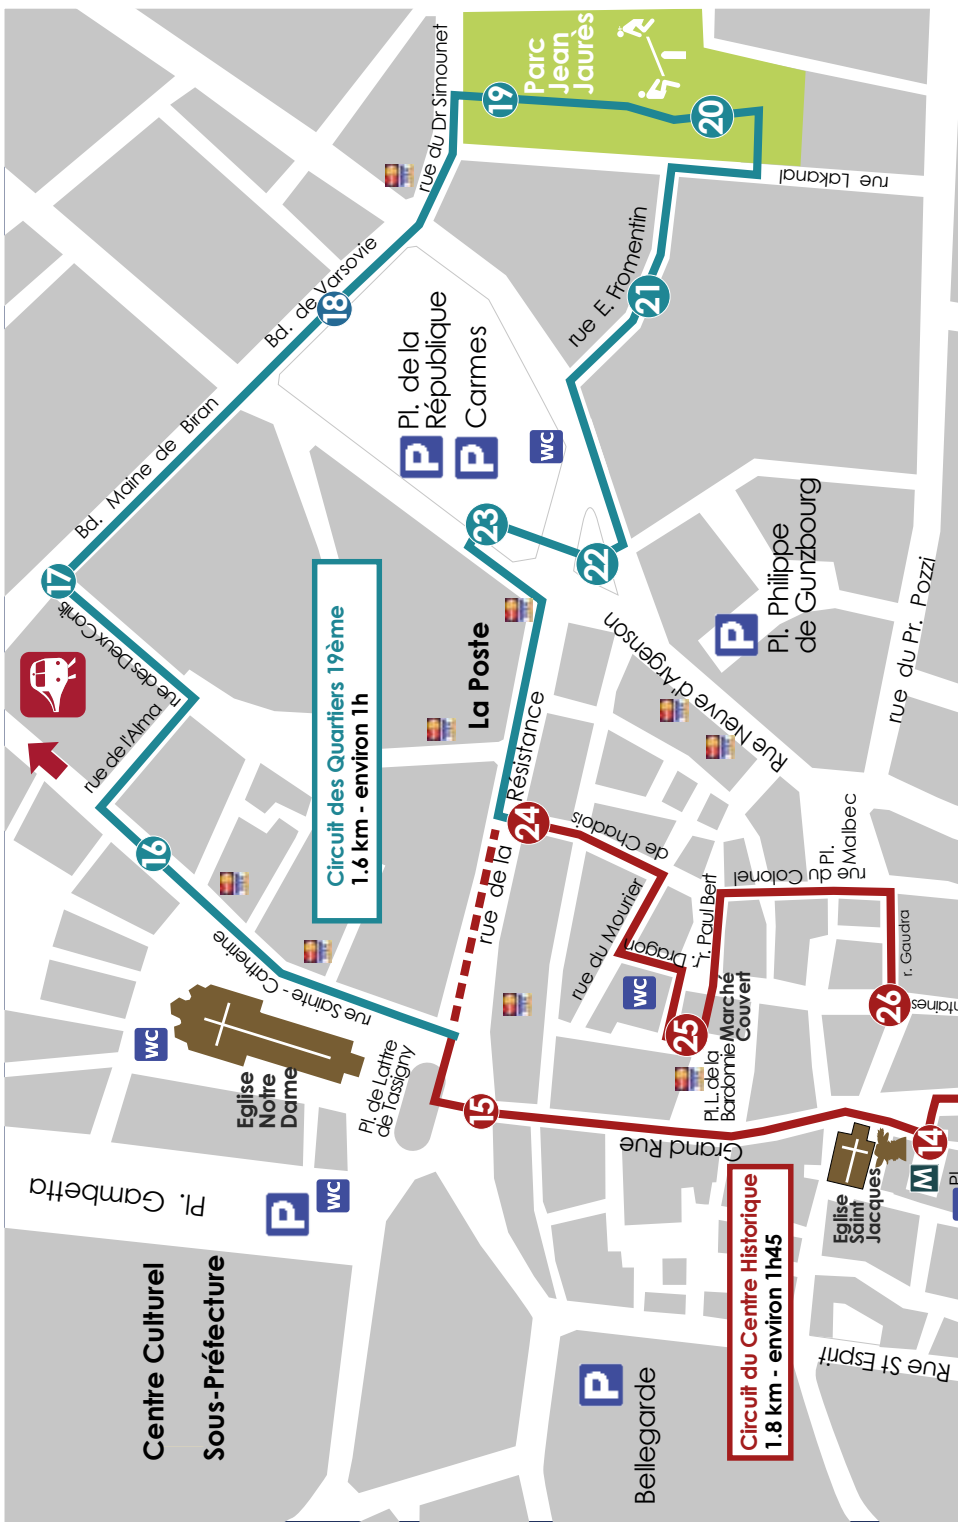 Parc
Jean
Jaurès
19
20
rue du Dr Simounet
rue Lakanal
Bd. de Varsovie
18
rue E. Fromentin
21
Pl. de la
République
Carmes
P
P
WC
Bd. Maine de Biran
17
23
22
rue des Deux Conils
rue de l'Alma
16
Circuit des Quartiers 19ème
1.6 km - environ 1h
La Poste
Rue Neuve d'Argenson
P
Pl. Philippe
de Gunzbourg
rue du Pr. Pozzi
rue de la Résistance
24
de Chadois
rue du Mourier
r. Dragon
r. Paul Bert
rue du Colonel
Pl.
Malbec
r. Gaudra
26
ntaines
WC
25
Marché
Couvert
Pl. L. de la
Bardonnie
rue Sainte - Catherine
WC
Eglise
Notre
Dame
Pl. de Lattre
de Tassigny
15
Grand Rue
14
M
Eglise
Saint
Jacques
Pl.
Pl. Gambetta
P
WC
Centre Culturel
Sous-Préfecture
Circuit du Centre Historique
1.8 km - environ 1h45
Rue St Esprit
P
Bellegarde